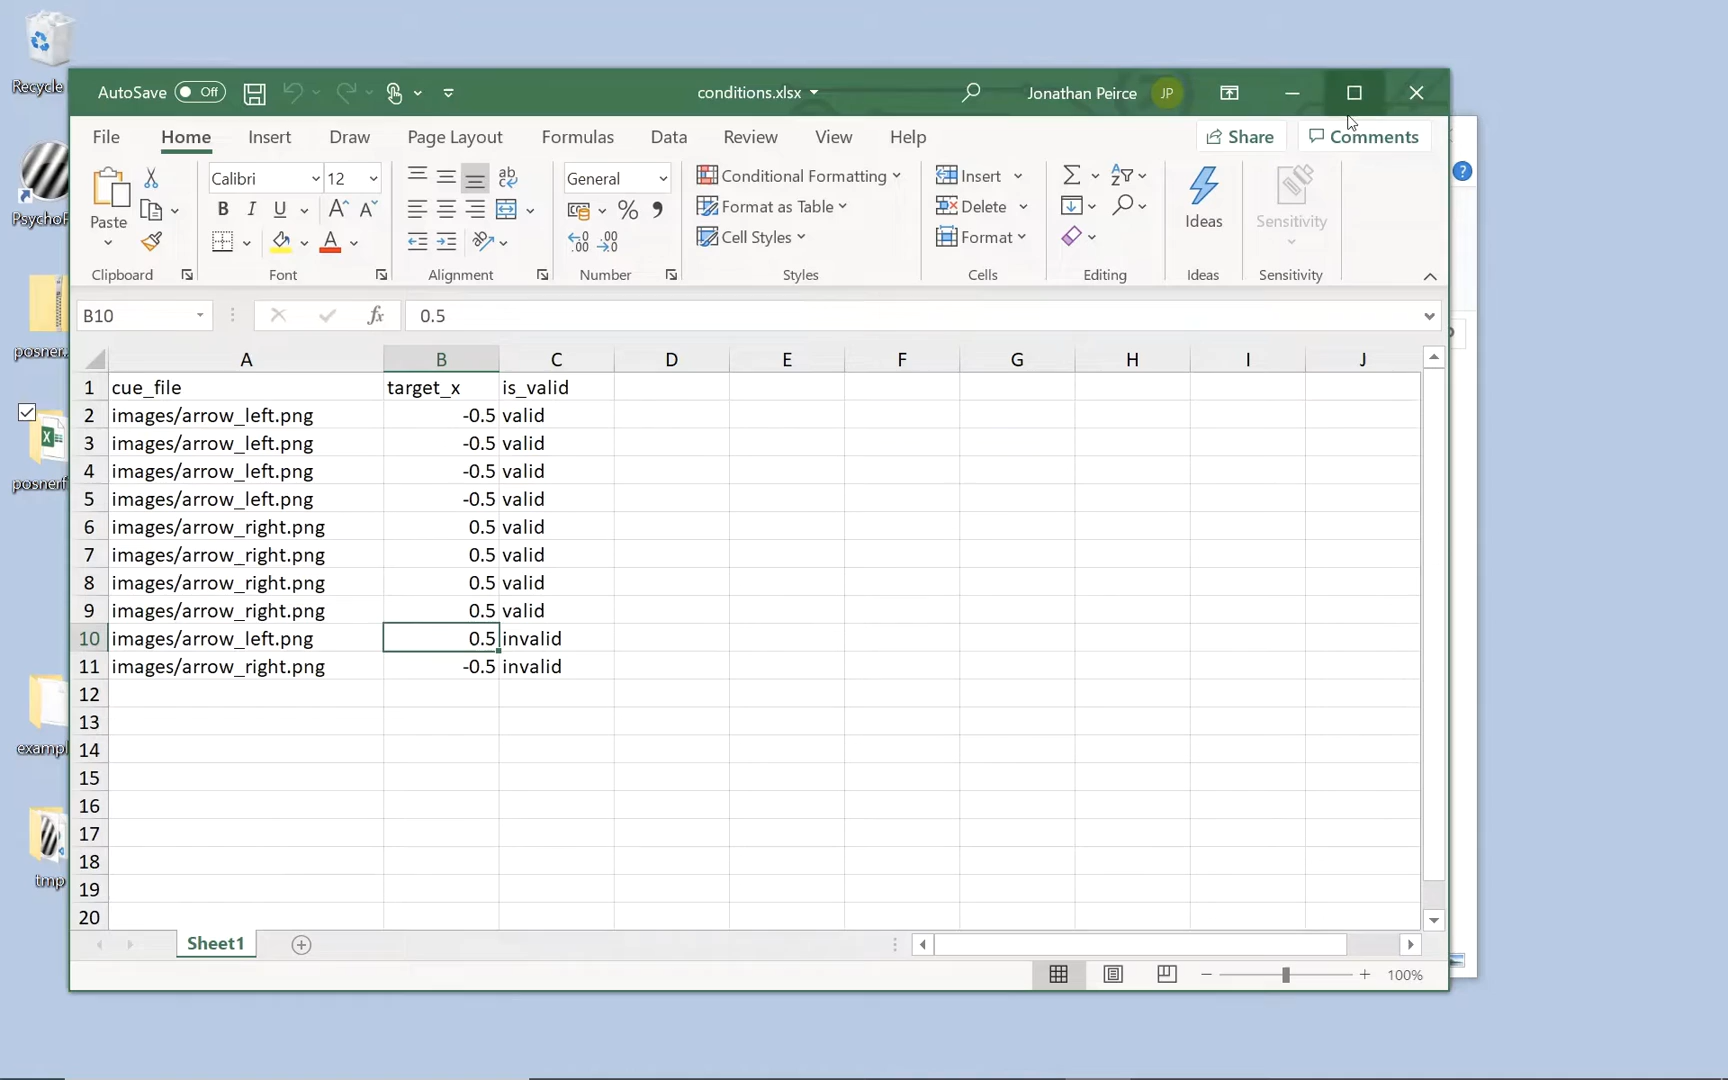 Recycle
AutoSave Off conditions.xlsx Jonathan Peirce JP
File Home Insert Draw Page Layout Formulas Data Review View Help Share Comments
Paste Calibri 12 General Conditional Formatting Insert Ideas Sensitivity
B I U A A Format as Table Delete
A Cell Styles Format
Clipboard Font Alignment Number Styles Cells Editing Ideas Sensitivity
B10 fx 0.5
A B C D E F G H I J
1 cue_file target_x is_valid
2 images/arrow_left.png -0.5 valid
3 images/arrow_left.png -0.5 valid
4 images/arrow_left.png -0.5 valid
5 images/arrow_left.png -0.5 valid
6 images/arrow_right.png 0.5 valid
7 images/arrow_right.png 0.5 valid
8 images/arrow_right.png 0.5 valid
9 images/arrow_right.png 0.5 valid
10 images/arrow_left.png 0.5 invalid
11 images/arrow_right.png -0.5 invalid
12
13
14
15
16
17
18
19
20
Sheet1
100%
tmp